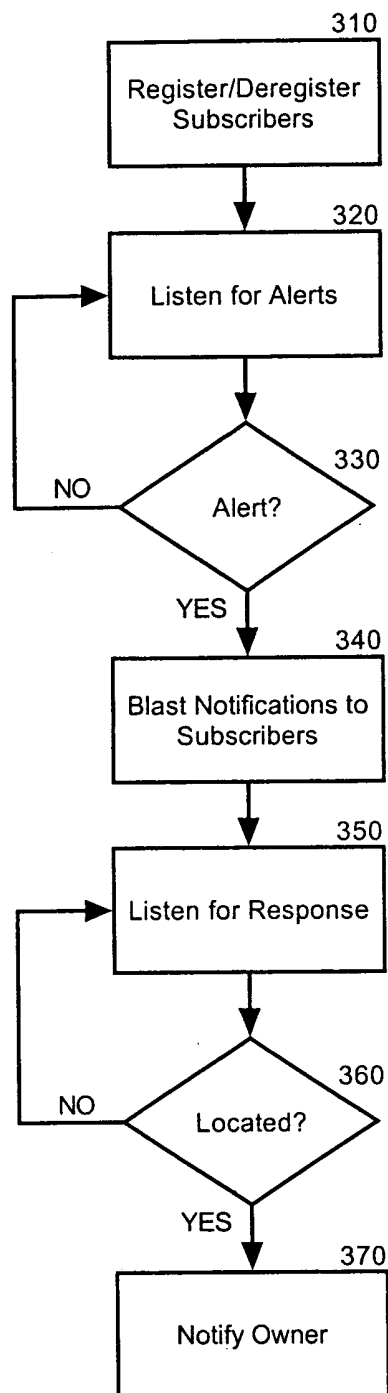 310
Register/Deregister
Subscribers
320
Listen for Alerts
330
NO
Alert?
YES
340
Blast Notifications to
Subscribers
350
Listen for Response
360
NO
Located?
YES
370
Notify Owner